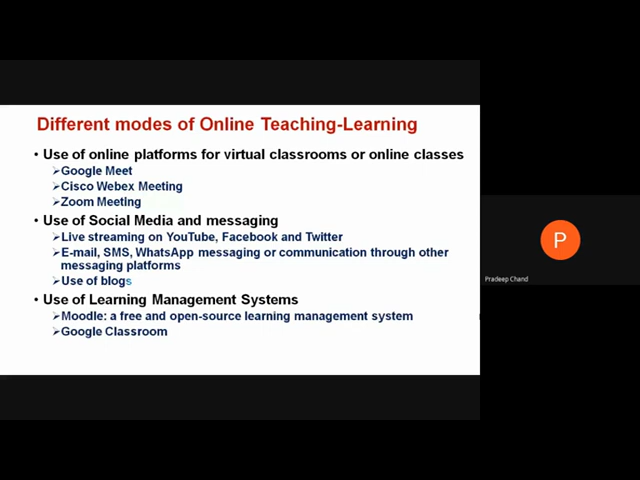 Different modes of Online Teaching-Learning
• Use of online platforms for virtual classrooms or online classes
➢Google Meet
➢Cisco Webex Meeting
➢Zoom Meeting
• Use of Social Media and messaging
➢Live streaming on YouTube, Facebook and Twitter
➢E-mail, SMS, WhatsApp messaging or communication through other
messaging platforms
➢Use of blogs
• Use of Learning Management Systems
➢Moodle: a free and open-source learning management system
➢Google Classroom
P
Pradeep Chand